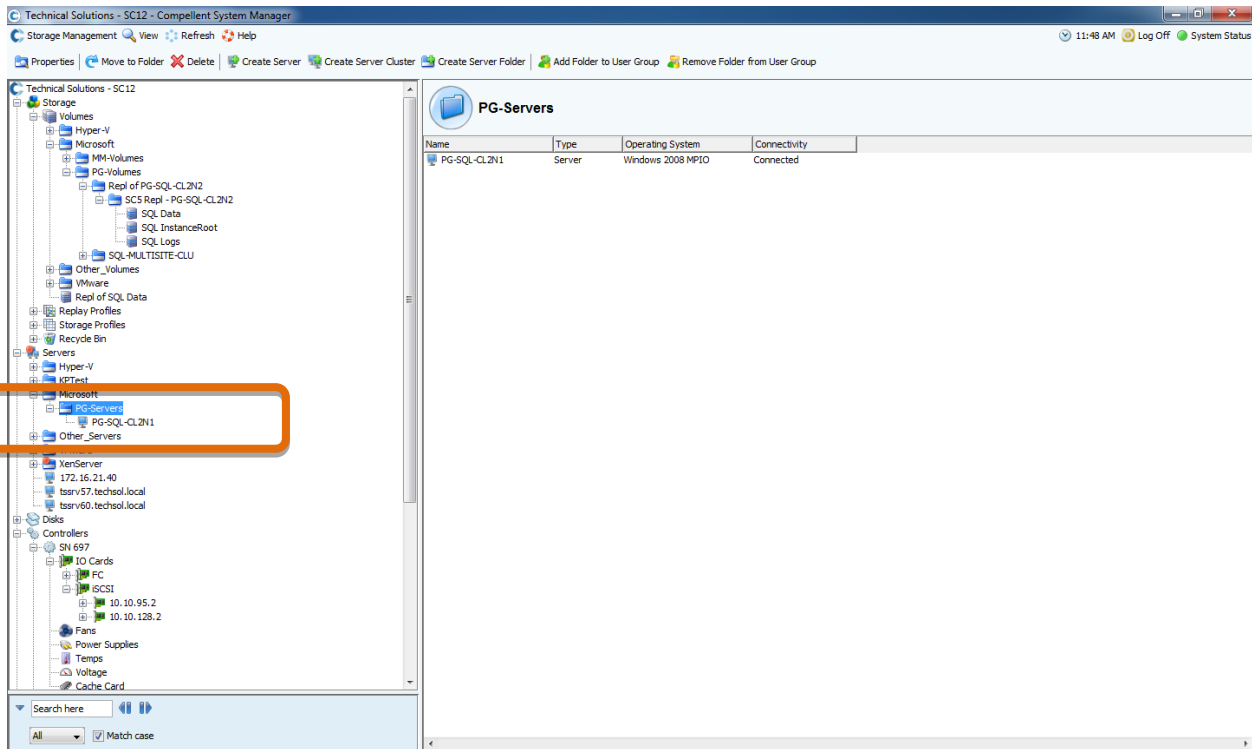 Technical Solutions - SC12 - Compellent System Manager
Storage Management View Refresh Help 11:48 AM Log Off System Status
Properties Move to Folder Delete Create Server Create Server Cluster Create Server Folder Add Folder to User Group Remove Folder from User Group
Technical Solutions - SC12
Storage
Volumes
Hyper-V
Microsoft
MM-Volumes
PG-Volumes
Repl of PG-SQL-CL2N2
SC5 Repl - PG-SQL-CL2N2
SQL Data
SQL InstanceRoot
SQL Logs
SQL-MULTISITE-CLU
Other_Volumes
VMware
Repl of SQL Data
Replay Profiles
Storage Profiles
Recycle Bin
Servers
Hyper-V
KPTest
Microsoft
PG-Servers
PG-SQL-CL2N1
Other_Servers
XenServer
172.16.21.40
tssrv57.techsol.local
tssrv60.techsol.local
Disks
Controllers
SN 697
IO Cards
FC
iSCSI
10.10.95.2
10.10.128.2
Fans
Power Supplies
Temps
Voltage
Cache Card
Search here
All Match case
PG-Servers
Name Type Operating System Connectivity
PG-SQL-CL2N1 Server Windows 2008 MPIO Connected